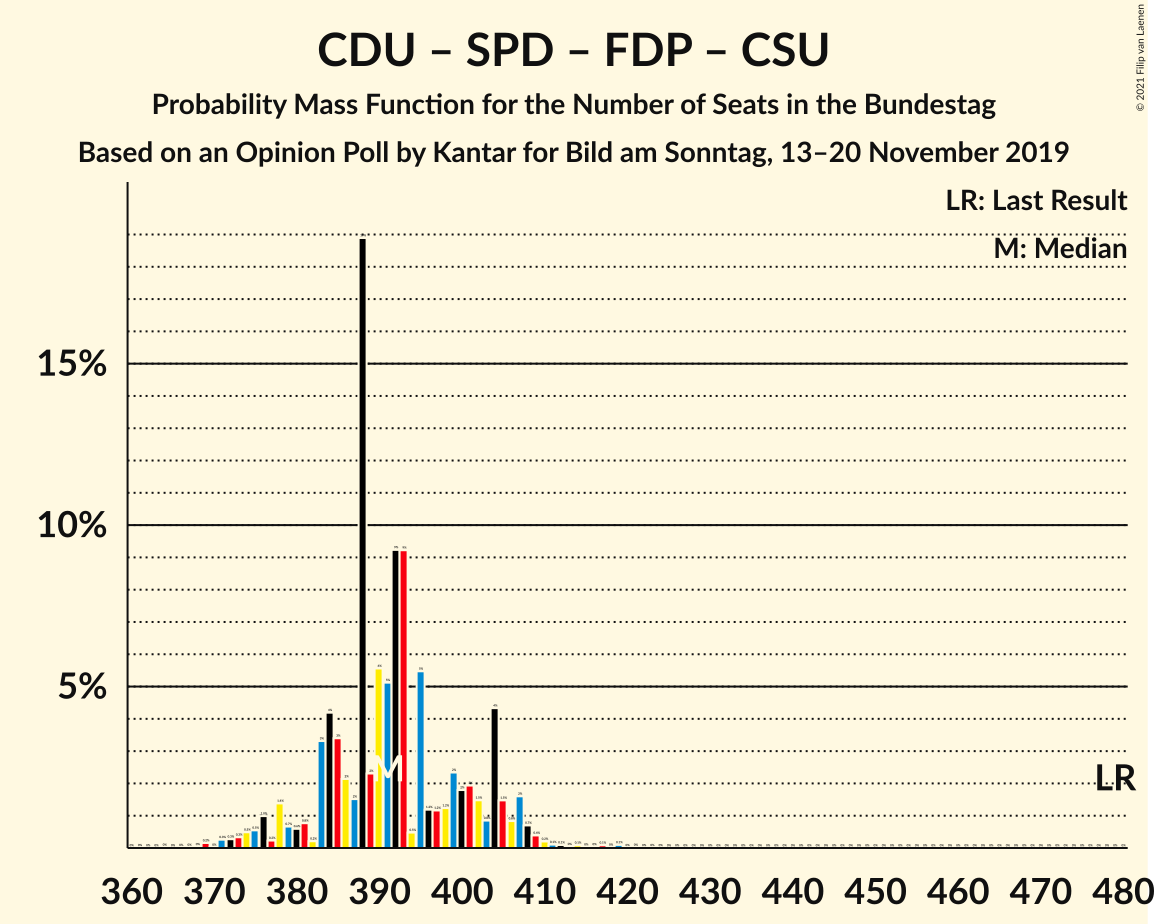 CDU – SPD – FDP – CSU
Probability Mass Function for the Number of Seats in the Bundestag
Based on an Opinion Poll by Kantar for Bild am Sonntag, 13–20 November 2019
© 2021 Filip van Laenen
LR: Last Result
M: Median
15%
10%
5%
M
LR
360 370 380 390 400 410 420 430 440 450 460 470 480